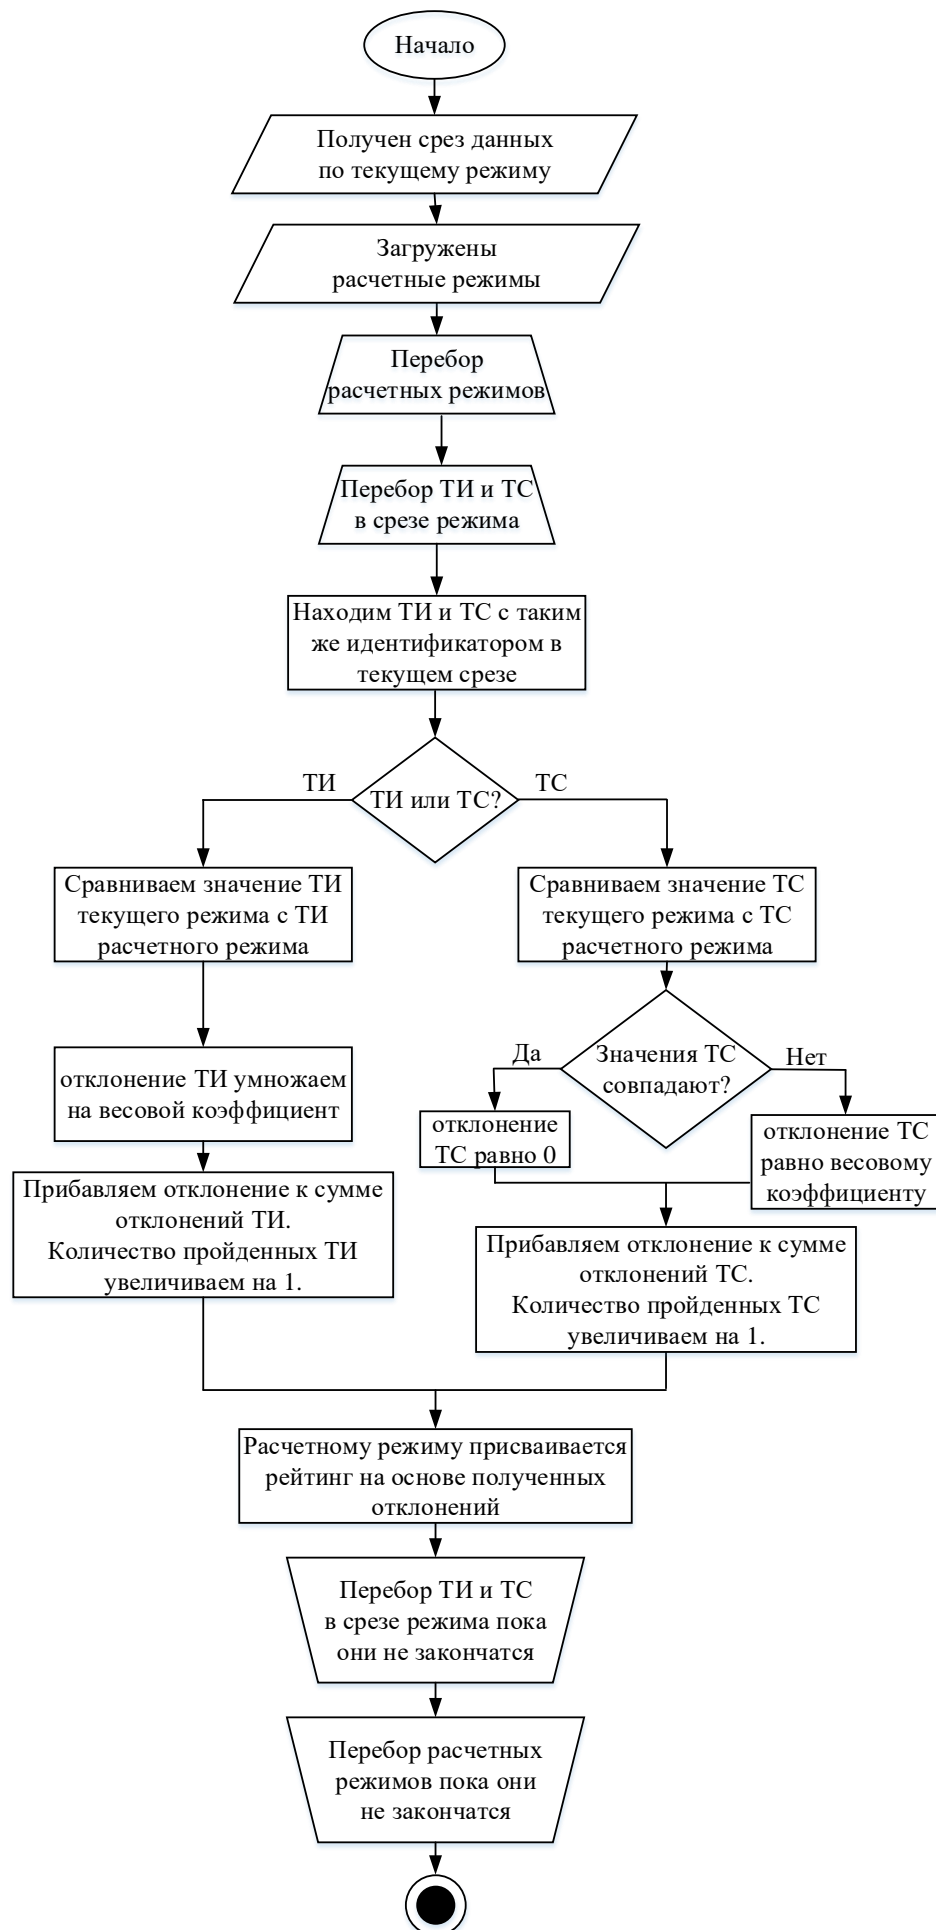 Начало
Получен срез данных
по текущему режиму
Загружены
расчетные режимы
Перебор
расчетных режимов
Перебор ТИ и ТС
в срезе режима
Находим ТИ и ТС с таким
же идентификатором в
текущем срезе
ТИ
ТИ или ТС?
ТС
Сравниваем значение ТИ
текущего режима с ТИ
расчетного режима
отклонение ТИ умножаем
на весовой коэффициент
Прибавляем отклонение к сумме
отклонений ТИ.
Количество пройденных ТИ
увеличиваем на 1.
Сравниваем значение ТС
текущего режима с ТС
расчетного режима
Да
Значения ТС
совпадают?
Нет
отклонение
ТС равно 0
отклонение ТС
равно весовому
коэффициенту
Прибавляем отклонение к сумме
отклонений ТС.
Количество пройденных ТС
увеличиваем на 1.
Расчетному режиму присваивается
рейтинг на основе полученных
отклонений
Перебор ТИ и ТС
в срезе режима пока
они не закончатся
Перебор расчетных
режимов пока они
не закончатся